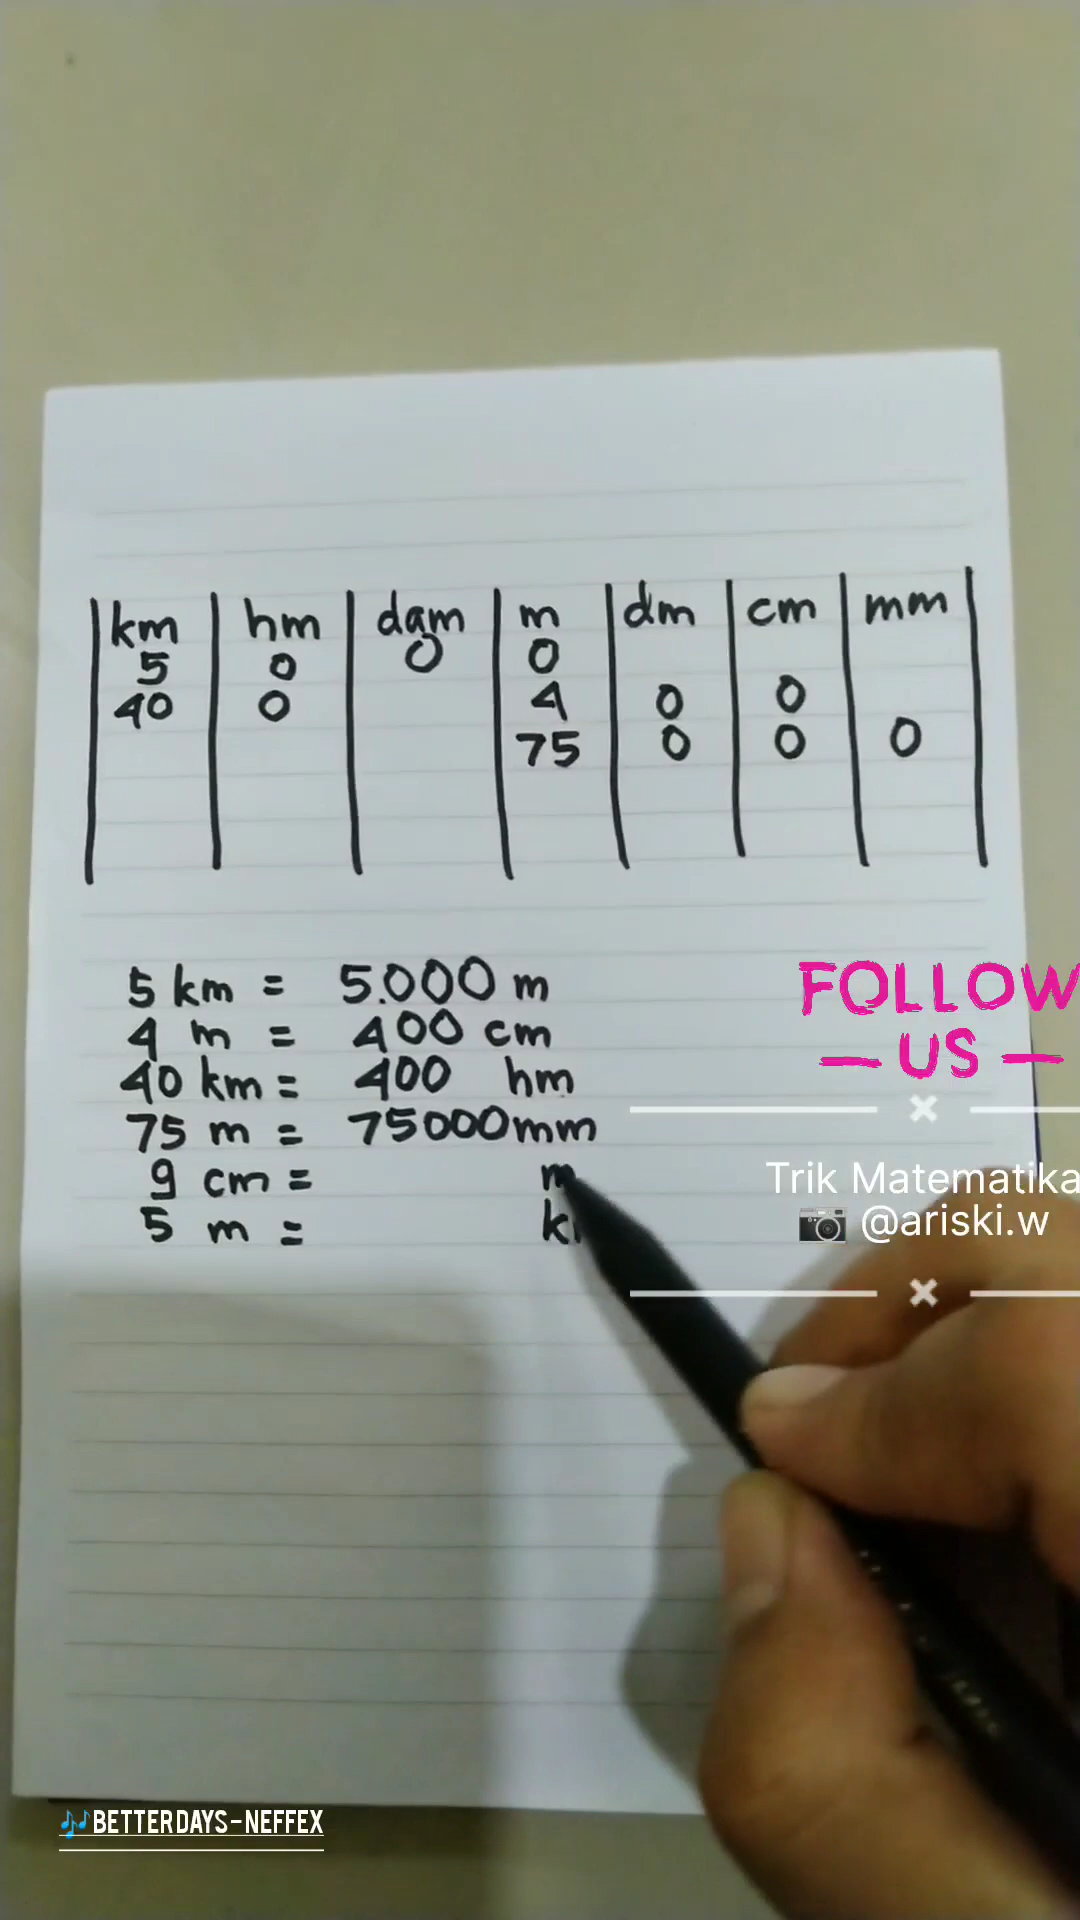 km hm dam m dm cm mm
5 0 0 0
40 0 4 0 0
75 0 0 0
5 km = 5.000 m
4 m = 400 cm
40 km = 400 hm
75 m = 75000 mm
9 cm = m
5 m =
FOLLOW
— US —
Trik Matematika
@ariski.w
BETTERDAYS-NEFFEX